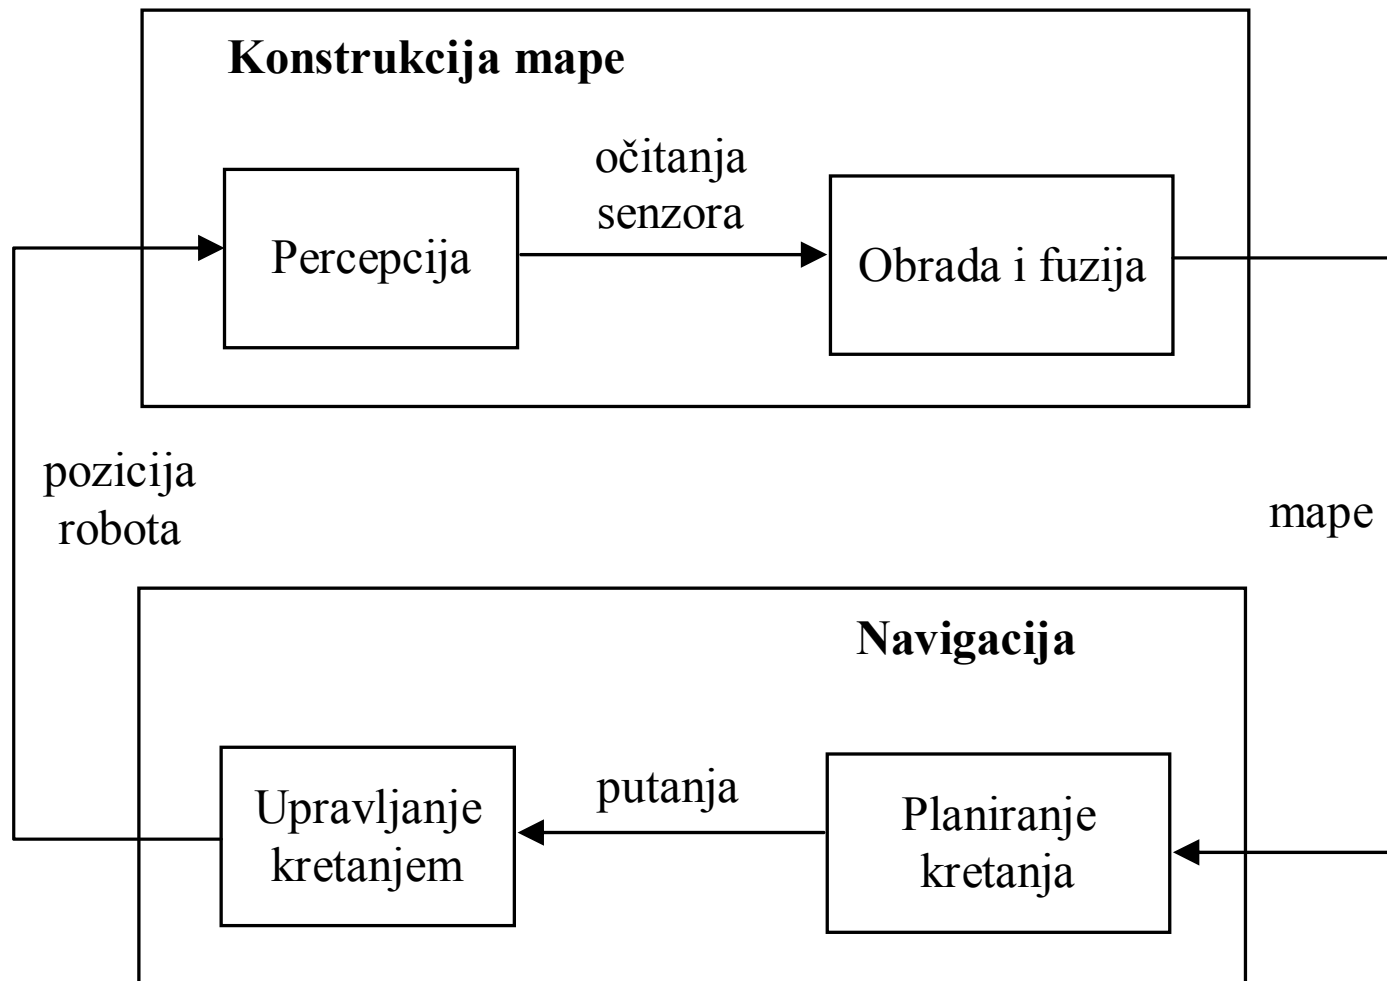 Konstrukcija mape
očitanja
senzora
Percepcija
Obrada i fuzija
pozicija
robota
mape
Navigacija
putanja
Upravljanje
kretanjem
Planiranje
kretanja